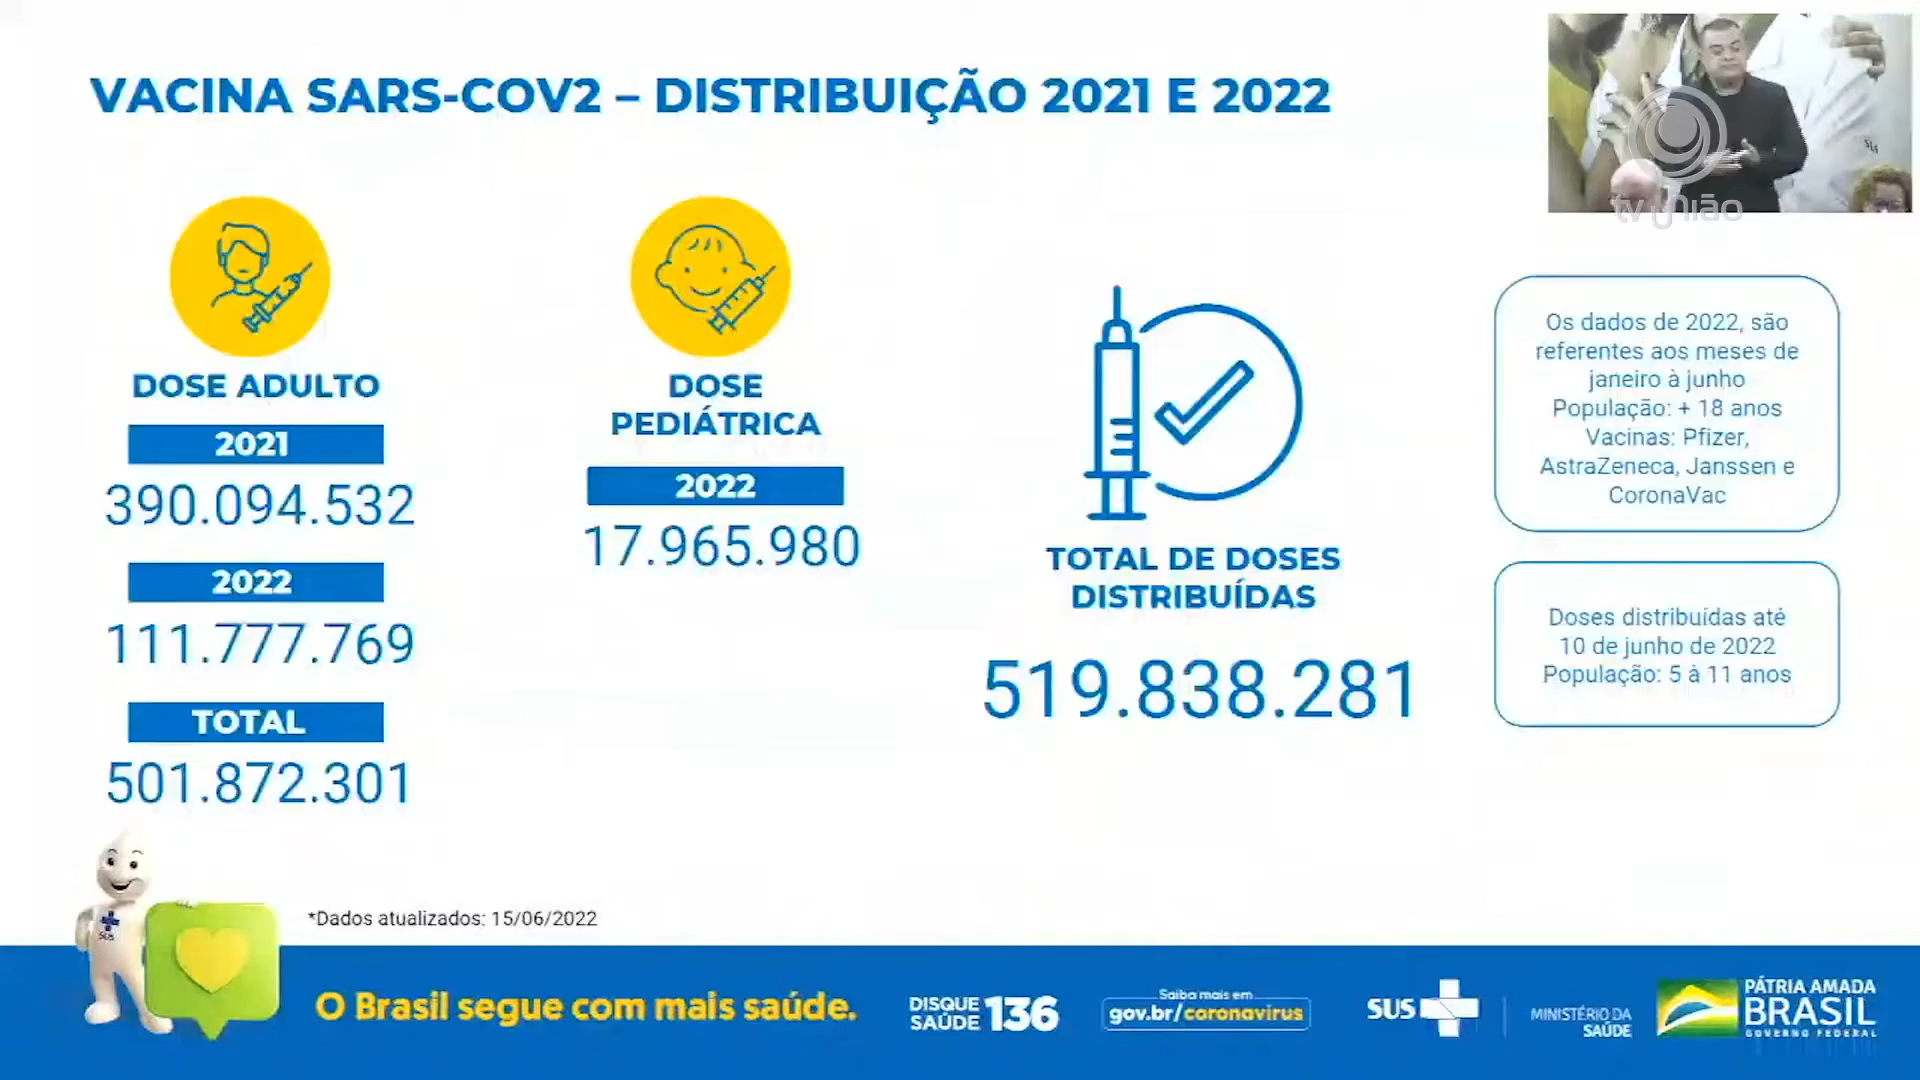 VACINA SARS-COV2 – DISTRIBUIÇÃO 2021 E 2022
tv união
DOSE ADULTO
2021
390.094.532
2022
111.777.769
TOTAL
501.872.301
DOSE
PEDIÁTRICA
2022
17.965.980
TOTAL DE DOSES
DISTRIBUÍDAS
519.838.281
Os dados de 2022, são
referentes aos meses de
janeiro à junho
População: + 18 anos
Vacinas: Pfizer,
AstraZeneca, Janssen e
CoronaVac
Doses distribuídas até
10 de junho de 2022
População: 5 à 11 anos
*Dados atualizados: 15/06/2022
SUS
O Brasil segue com mais saúde.
DISQUE
SAÚDE 136
Saiba mais em
gov.br/coronavirus
SUS
MINISTÉRIO DA
SAÚDE
PÁTRIA AMADA
BRASIL
GOVERNO FEDERAL